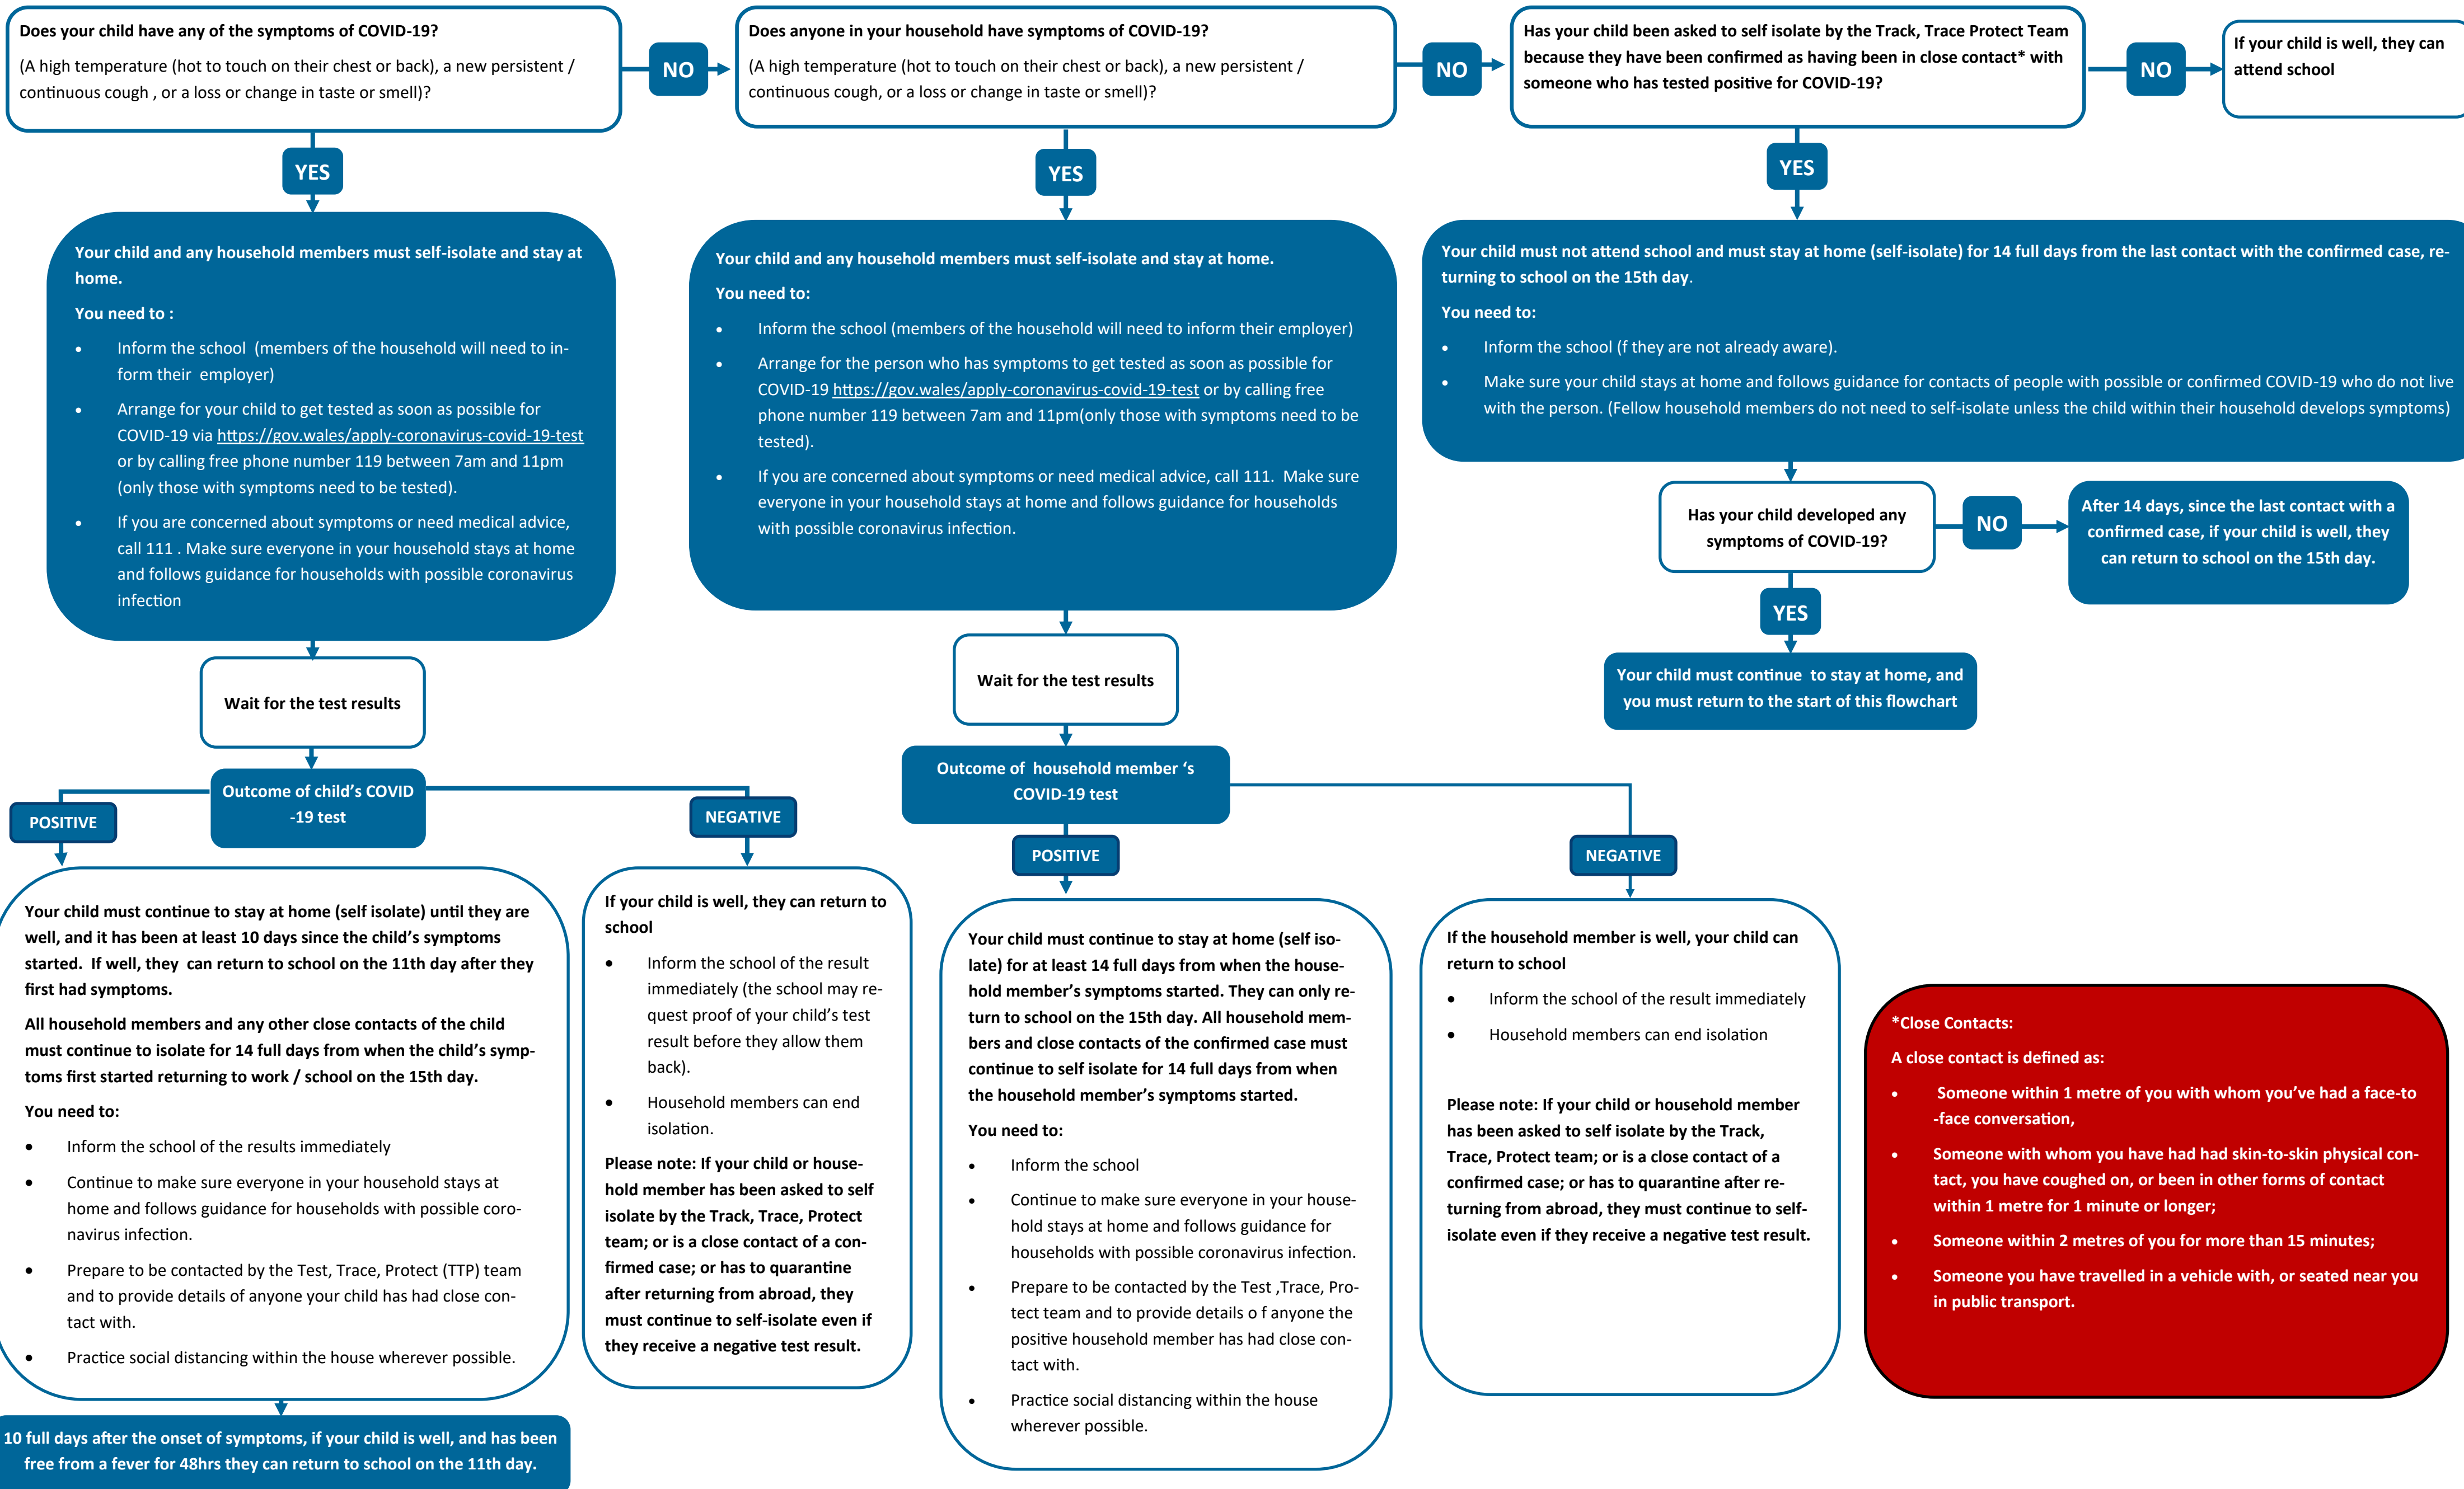 Does your child have any of the symptoms of COVID-19?
(A high temperature (hot to touch on their chest or back), a new persistent /
continuous cough , or a loss or change in taste or smell)?
NO
Does anyone in your household have symptoms of COVID-19?
(A high temperature (hot to touch on their chest or back), a new persistent /
continuous cough, or a loss or change in taste or smell)?
NO
Has your child been asked to self isolate by the Track, Trace Protect Team
because they have been confirmed as having been in close contact* with
someone who has tested positive for COVID-19?
NO
If your child is well, they can
attend school
YES
YES
YES
Your child and any household members must self-isolate and stay at
home.
You need to :
• Inform the school (members of the household will need to in-
form their employer)
• Arrange for your child to get tested as soon as possible for
COVID-19 via https://gov.wales/apply-coronavirus-covid-19-test
or by calling free phone number 119 between 7am and 11pm
(only those with symptoms need to be tested).
• If you are concerned about symptoms or need medical advice,
call 111 . Make sure everyone in your household stays at home
and follows guidance for households with possible coronavirus
infection
Your child and any household members must self-isolate and stay at home.
You need to:
• Inform the school (members of the household will need to inform their employer)
• Arrange for the person who has symptoms to get tested as soon as possible for
COVID-19 https://gov.wales/apply-coronavirus-covid-19-test or by calling free
phone number 119 between 7am and 11pm(only those with symptoms need to be
tested).
• If you are concerned about symptoms or need medical advice, call 111. Make sure
everyone in your household stays at home and follows guidance for households
with possible coronavirus infection.
Your child must not attend school and must stay at home (self-isolate) for 14 full days from the last contact with the confirmed case, re-
turning to school on the 15th day.
You need to:
• Inform the school (f they are not already aware).
• Make sure your child stays at home and follows guidance for contacts of people with possible or confirmed COVID-19 who do not live
with the person. (Fellow household members do not need to self-isolate unless the child within their household develops symptoms)
Has your child developed any
symptoms of COVID-19?
NO
After 14 days, since the last contact with a
confirmed case, if your child is well, they
can return to school on the 15th day.
YES
Your child must continue to stay at home, and
you must return to the start of this flowchart
Wait for the test results
Wait for the test results
Outcome of child's COVID
-19 test
POSITIVE
NEGATIVE
Outcome of household member 's
COVID-19 test
POSITIVE
NEGATIVE
Your child must continue to stay at home (self isolate) until they are
well, and it has been at least 10 days since the child's symptoms
started. If well, they can return to school on the 11th day after they
first had symptoms.
All household members and any other close contacts of the child
must continue to isolate for 14 full days from when the child's symp-
toms first started returning to work / school on the 15th day.
You need to:
• Inform the school of the results immediately
• Continue to make sure everyone in your household stays at
home and follows guidance for households with possible coro-
navirus infection.
• Prepare to be contacted by the Test, Trace, Protect (TTP) team
and to provide details of anyone your child has had close con-
tact with.
• Practice social distancing within the house wherever possible.
10 full days after the onset of symptoms, if your child is well, and has been
free from a fever for 48hrs they can return to school on the 11th day.
If your child is well, they can return to
school
• Inform the school of the result
immediately (the school may re-
quest proof of your child's test
result before they allow them
back).
• Household members can end
isolation.
Please note: If your child or house-
hold member has been asked to self
isolate by the Track, Trace, Protect
team; or is a close contact of a con-
firmed case; or has to quarantine
after returning from abroad, they
must continue to self-isolate even if
they receive a negative test result.
Your child must continue to stay at home (self iso-
late) for at least 14 full days from when the house-
hold member's symptoms started. They can only re-
turn to school on the 15th day. All household mem-
bers and close contacts of the confirmed case must
continue to self isolate for 14 full days from when
the household member's symptoms started.
You need to:
• Inform the school
• Continue to make sure everyone in your house-
hold stays at home and follows guidance for
households with possible coronavirus infection.
• Prepare to be contacted by the Test ,Trace, Pro-
tect team and to provide details o f anyone the
positive household member has had close con-
tact with.
• Practice social distancing within the house
wherever possible.
If the household member is well, your child can
return to school
• Inform the school of the result immediately
• Household members can end isolation
Please note: If your child or household member
has been asked to self isolate by the Track,
Trace, Protect team; or is a close contact of a
confirmed case; or has to quarantine after re-
turning from abroad, they must continue to self-
isolate even if they receive a negative test result.
*Close Contacts:
A close contact is defined as:
• Someone within 1 metre of you with whom you've had a face-to
-face conversation,
• Someone with whom you have had had skin-to-skin physical con-
tact, you have coughed on, or been in other forms of contact
within 1 metre for 1 minute or longer;
• Someone within 2 metres of you for more than 15 minutes;
• Someone you have travelled in a vehicle with, or seated near you
in public transport.